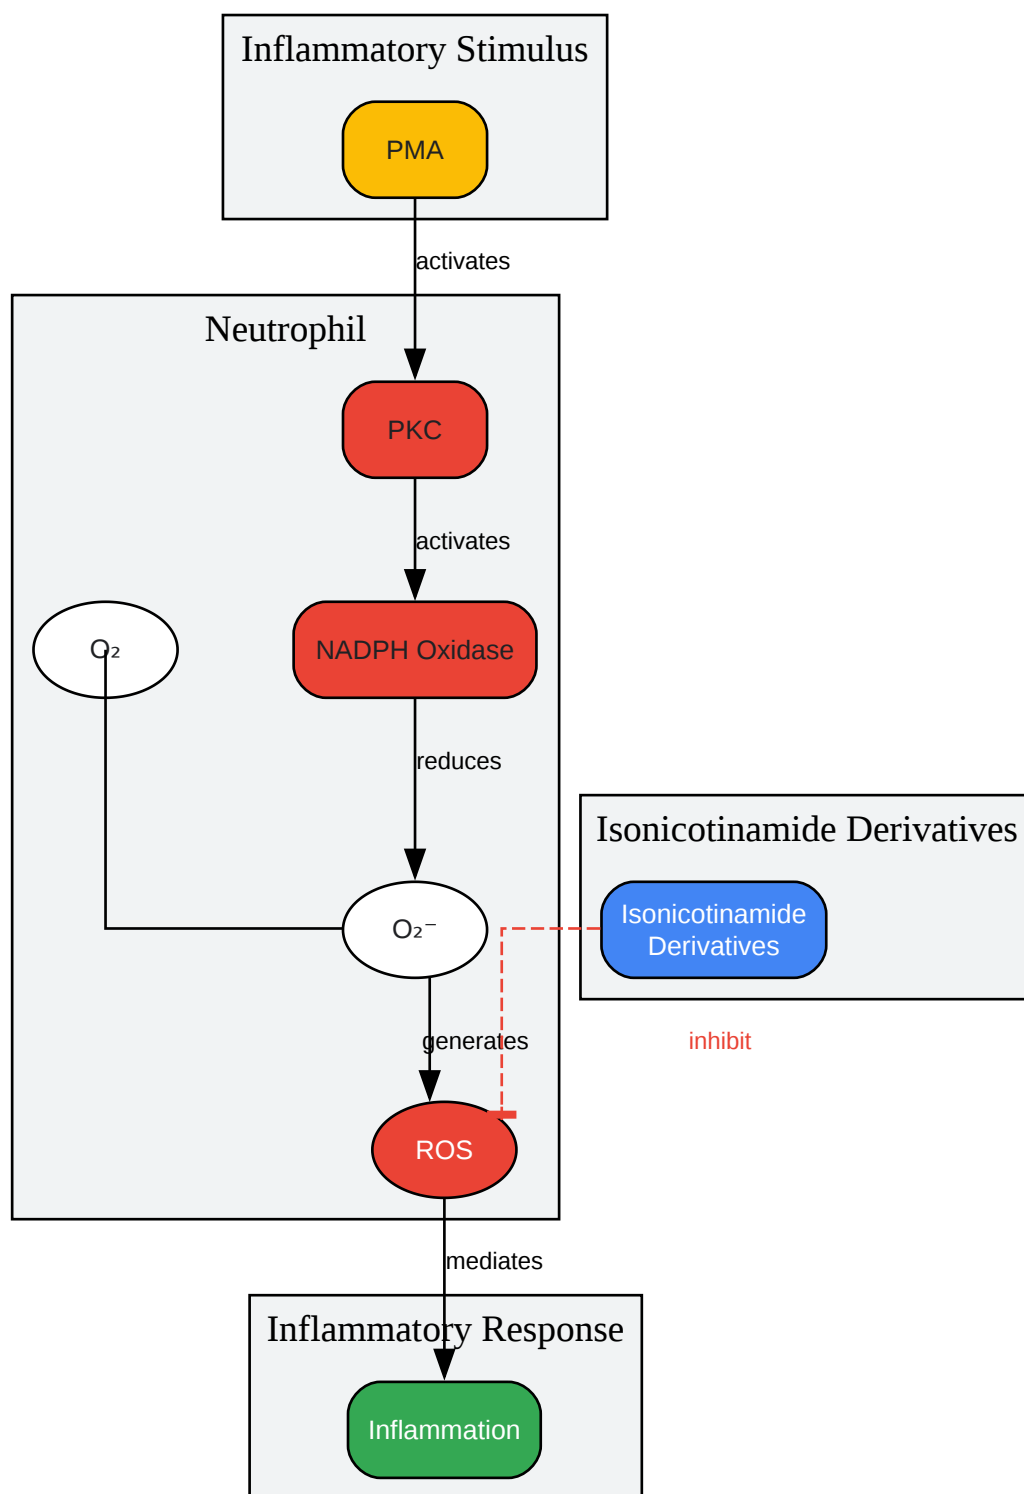 Inflammatory Stimulus
PMA
activates
Neutrophil
PKC
activates
O₂
NADPH Oxidase
reduces
Isonicotinamide Derivatives
Isonicotinamide
Derivatives
O₂⁻
generates
inhibit
ROS
mediates
Inflammatory Response
Inflammation